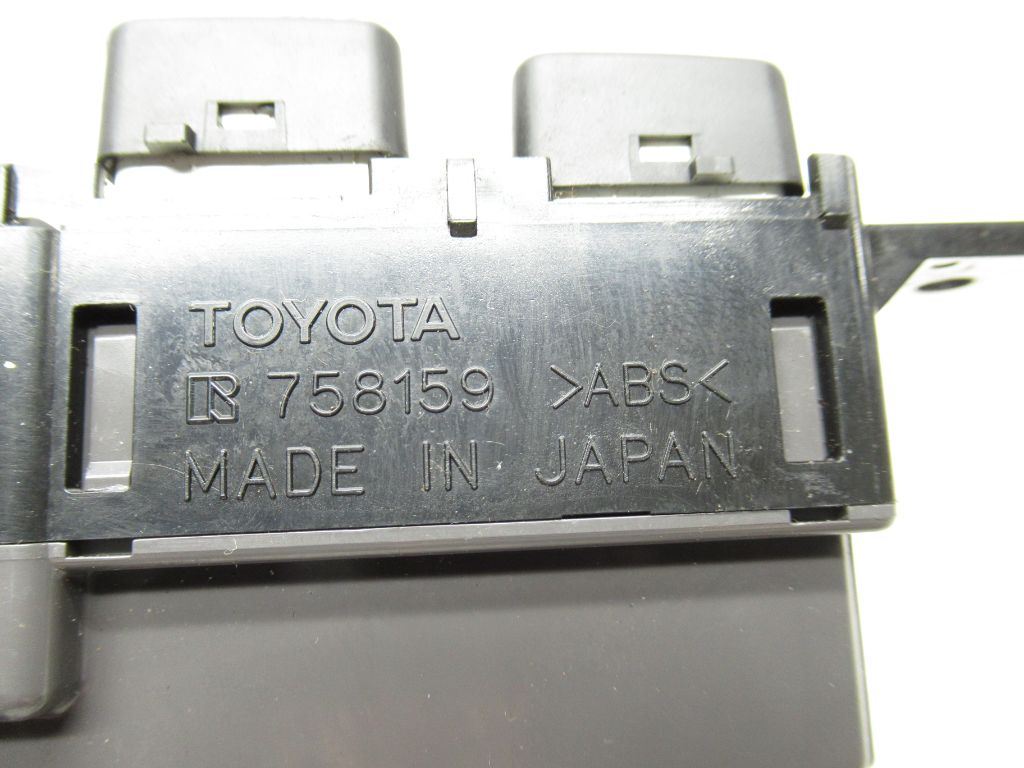 TOYOTA
R 758159 >ABS<
MADE IN JAPAN